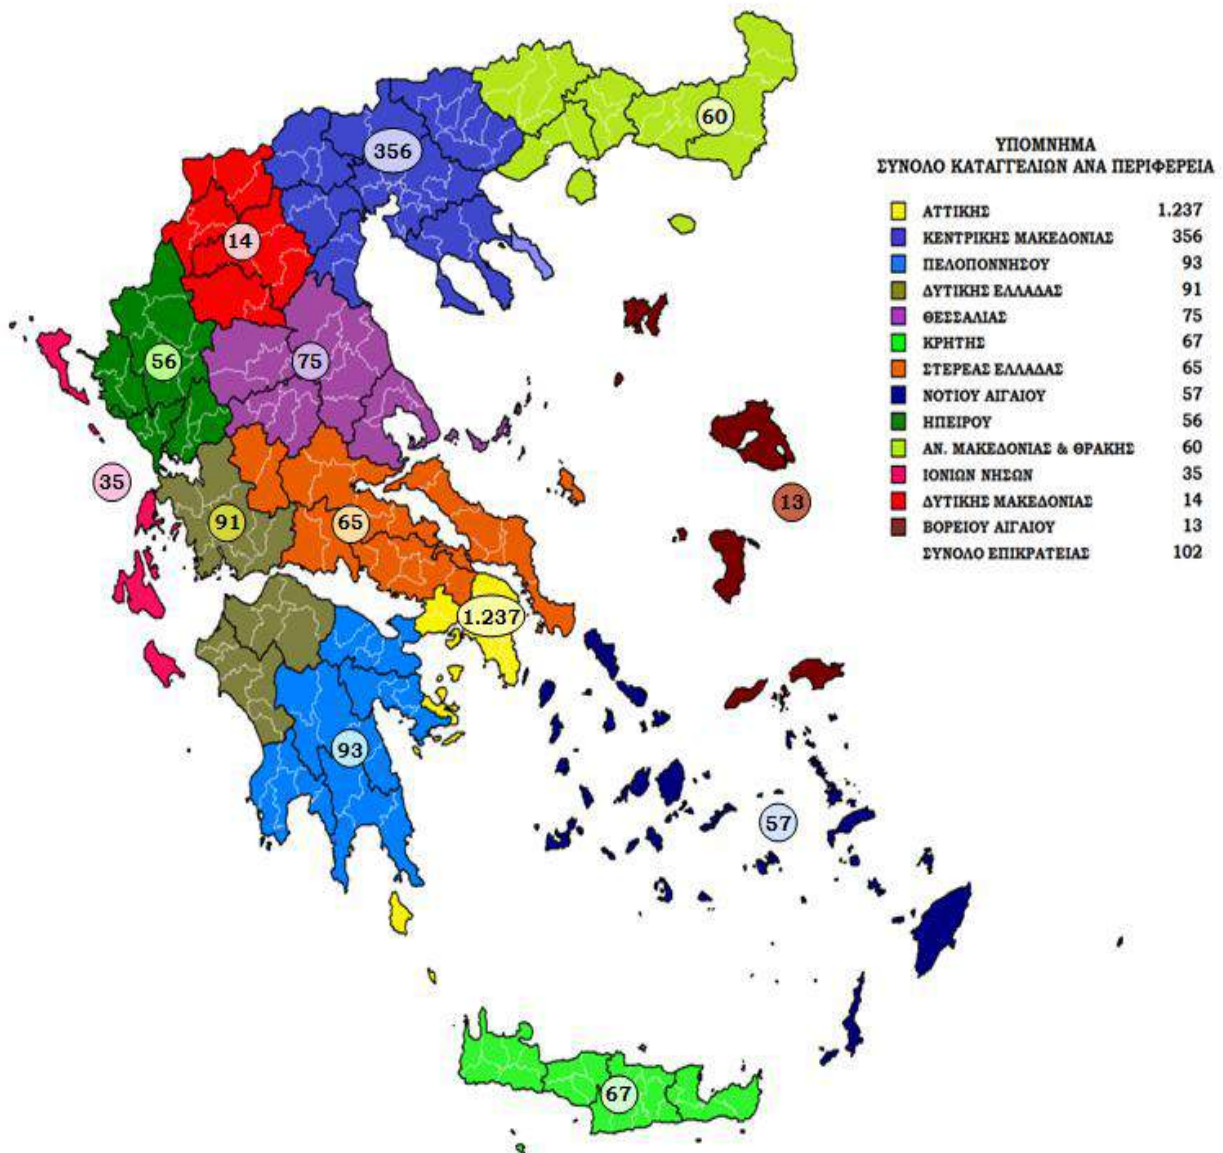 60
356
14
56
75
35
91
65
13
1.237
93
57
67
ΥΠΟΜΝΗΜΑ
ΣΥΝΟΛΟ ΚΑΤΑΓΓΕΛΙΩΝ ΑΝΑ ΠΕΡΙΦΕΡΕΙΑ
ΑΤΤΙΚΗΣ 1.237
ΚΕΝΤΡΙΚΗΣ ΜΑΚΕΔΟΝΙΑΣ 356
ΠΕΛΟΠΟΝΝΗΣΟΥ 93
ΔΥΤΙΚΗΣ ΕΛΛΑΔΑΣ 91
ΘΕΣΣΑΛΙΑΣ 75
ΚΡΗΤΗΣ 67
ΣΤΕΡΕΑΣ ΕΛΛΑΔΑΣ 65
ΝΟΤΙΟΥ ΑΙΓΑΙΟΥ 57
ΗΠΕΙΡΟΥ 56
ΑΝ. ΜΑΚΕΔΟΝΙΑΣ & ΘΡΑΚΗΣ 60
ΙΟΝΙΩΝ ΝΗΣΩΝ 35
ΔΥΤΙΚΗΣ ΜΑΚΕΔΟΝΙΑΣ 14
ΒΟΡΕΙΟΥ ΑΙΓΑΙΟΥ 13
ΣΥΝΟΛΟ ΕΠΙΚΡΑΤΕΙΑΣ 102